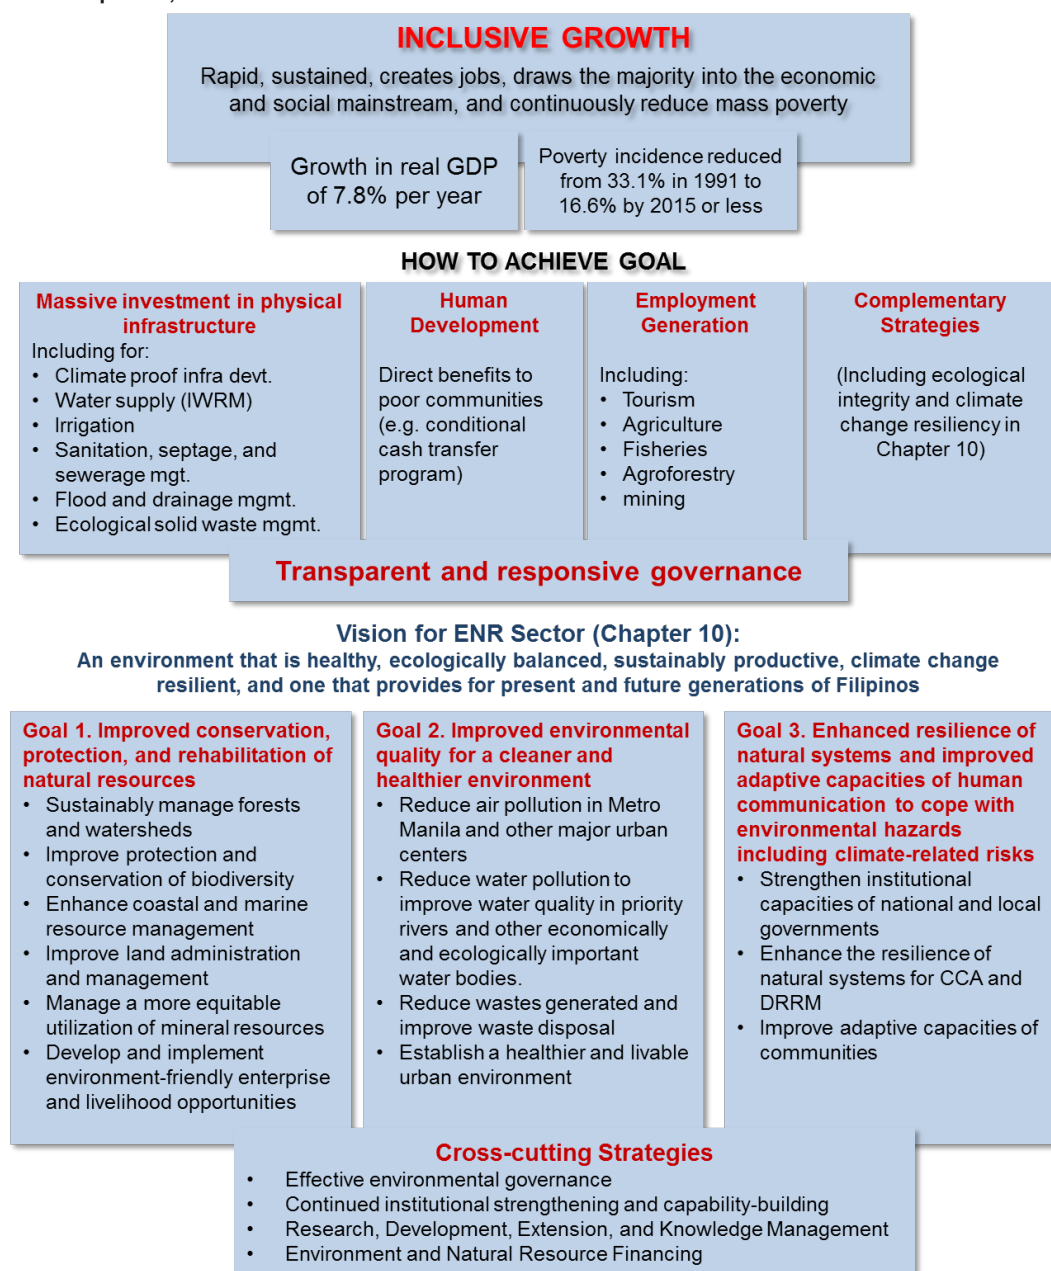 INCLUSIVE GROWTH
Rapid, sustained, creates jobs, draws the majority into the economic
and social mainstream, and continuously reduce mass poverty
Growth in real GDP
of 7.8% per year
Poverty incidence reduced
from 33.1% in 1991 to
16.6% by 2015 or less
HOW TO ACHIEVE GOAL
Massive investment in physical
infrastructure
Including for:
• Climate proof infra devt.
• Water supply (IWRM)
• Irrigation
• Sanitation, septage, and
sewerage mgt.
• Flood and drainage mgmt.
• Ecological solid waste mgmt.
Human
Development
Direct benefits to
poor communities
(e.g. conditional
cash transfer
program)
Employment
Generation
Including:
• Tourism
• Agriculture
• Fisheries
• Agroforestry
• mining
Complementary
Strategies
(Including ecological
integrity and climate
change resiliency in
Chapter 10)
Transparent and responsive governance
Vision for ENR Sector (Chapter 10):
An environment that is healthy, ecologically balanced, sustainably productive, climate change
resilient, and one that provides for present and future generations of Filipinos
Goal 1. Improved conservation,
protection, and rehabilitation of
natural resources
• Sustainably manage forests
and watersheds
• Improve protection and
conservation of biodiversity
• Enhance coastal and marine
resource management
• Improve land administration
and management
• Manage a more equitable
utilization of mineral resources
• Develop and implement
environment-friendly enterprise
and livelihood opportunities
Goal 2. Improved environmental
quality for a cleaner and
healthier environment
• Reduce air pollution in Metro
Manila and other major urban
centers
• Reduce water pollution to
improve water quality in priority
rivers and other economically
and ecologically important
water bodies.
• Reduce wastes generated and
improve waste disposal
• Establish a healthier and livable
urban environment
Goal 3. Enhanced resilience of
natural systems and improved
adaptive capacities of human
communication to cope with
environmental hazards
including climate-related risks
• Strengthen institutional
capacities of national and local
governments
• Enhance the resilience of
natural systems for CCA and
DRRM
• Improve adaptive capacities of
communities
Cross-cutting Strategies
• Effective environmental governance
• Continued institutional strengthening and capability-building
• Research, Development, Extension, and Knowledge Management
• Environment and Natural Resource Financing